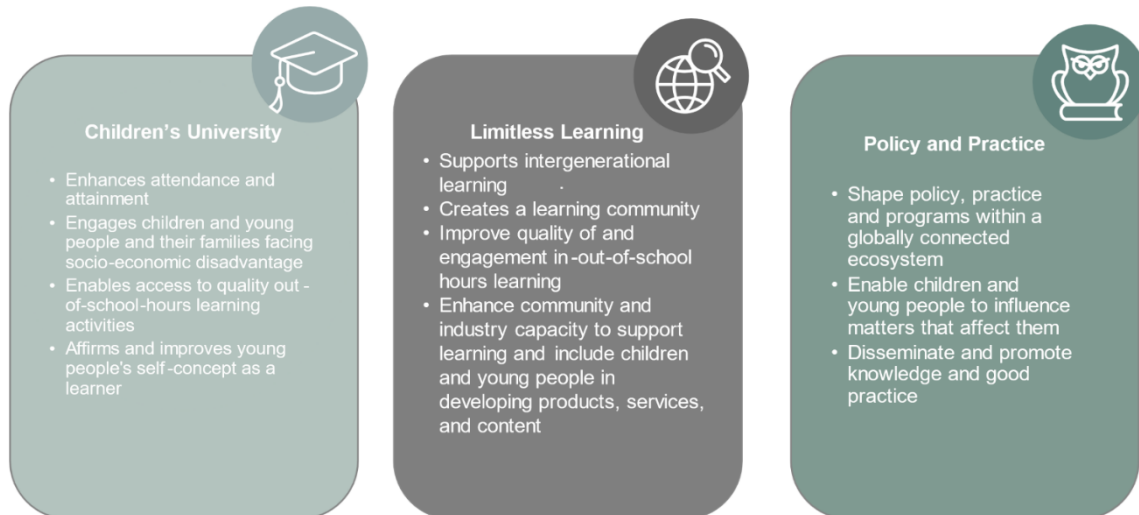 Children's University
• Enhances attendance and
attainment
• Engages children and young
people and their families facing
socio-economic disadvantage
• Enables access to quality out -
of-school-hours learning
activities
• Affirms and improves young
people's self-concept as a
learner
Limitless Learning
• Supports intergenerational
learning .
• Creates a learning community
• Improve quality of and
engagement in-out-of-school
hours learning
• Enhance community and
industry capacity to support
learning and include children
and young people in
developing products, services,
and content
Policy and Practice
• Shape policy, practice
and programs within a
globally connected
ecosystem
• Enable children and
young people to influence
matters that affect them
• Disseminate and promote
knowledge and good
practice